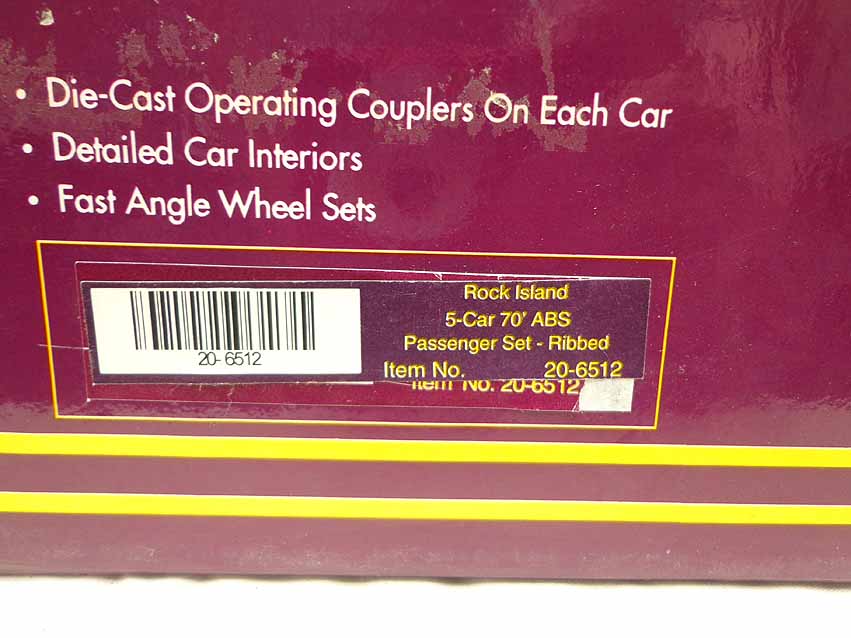 • Die-Cast Operating Couplers On Each Car
• Detailed Car Interiors
• Fast Angle Wheel Sets
20-6512
Rock Island
5-Car 70' ABS
Passenger Set - Ribbed
Item No. 20-6512
Item No. 20-6512